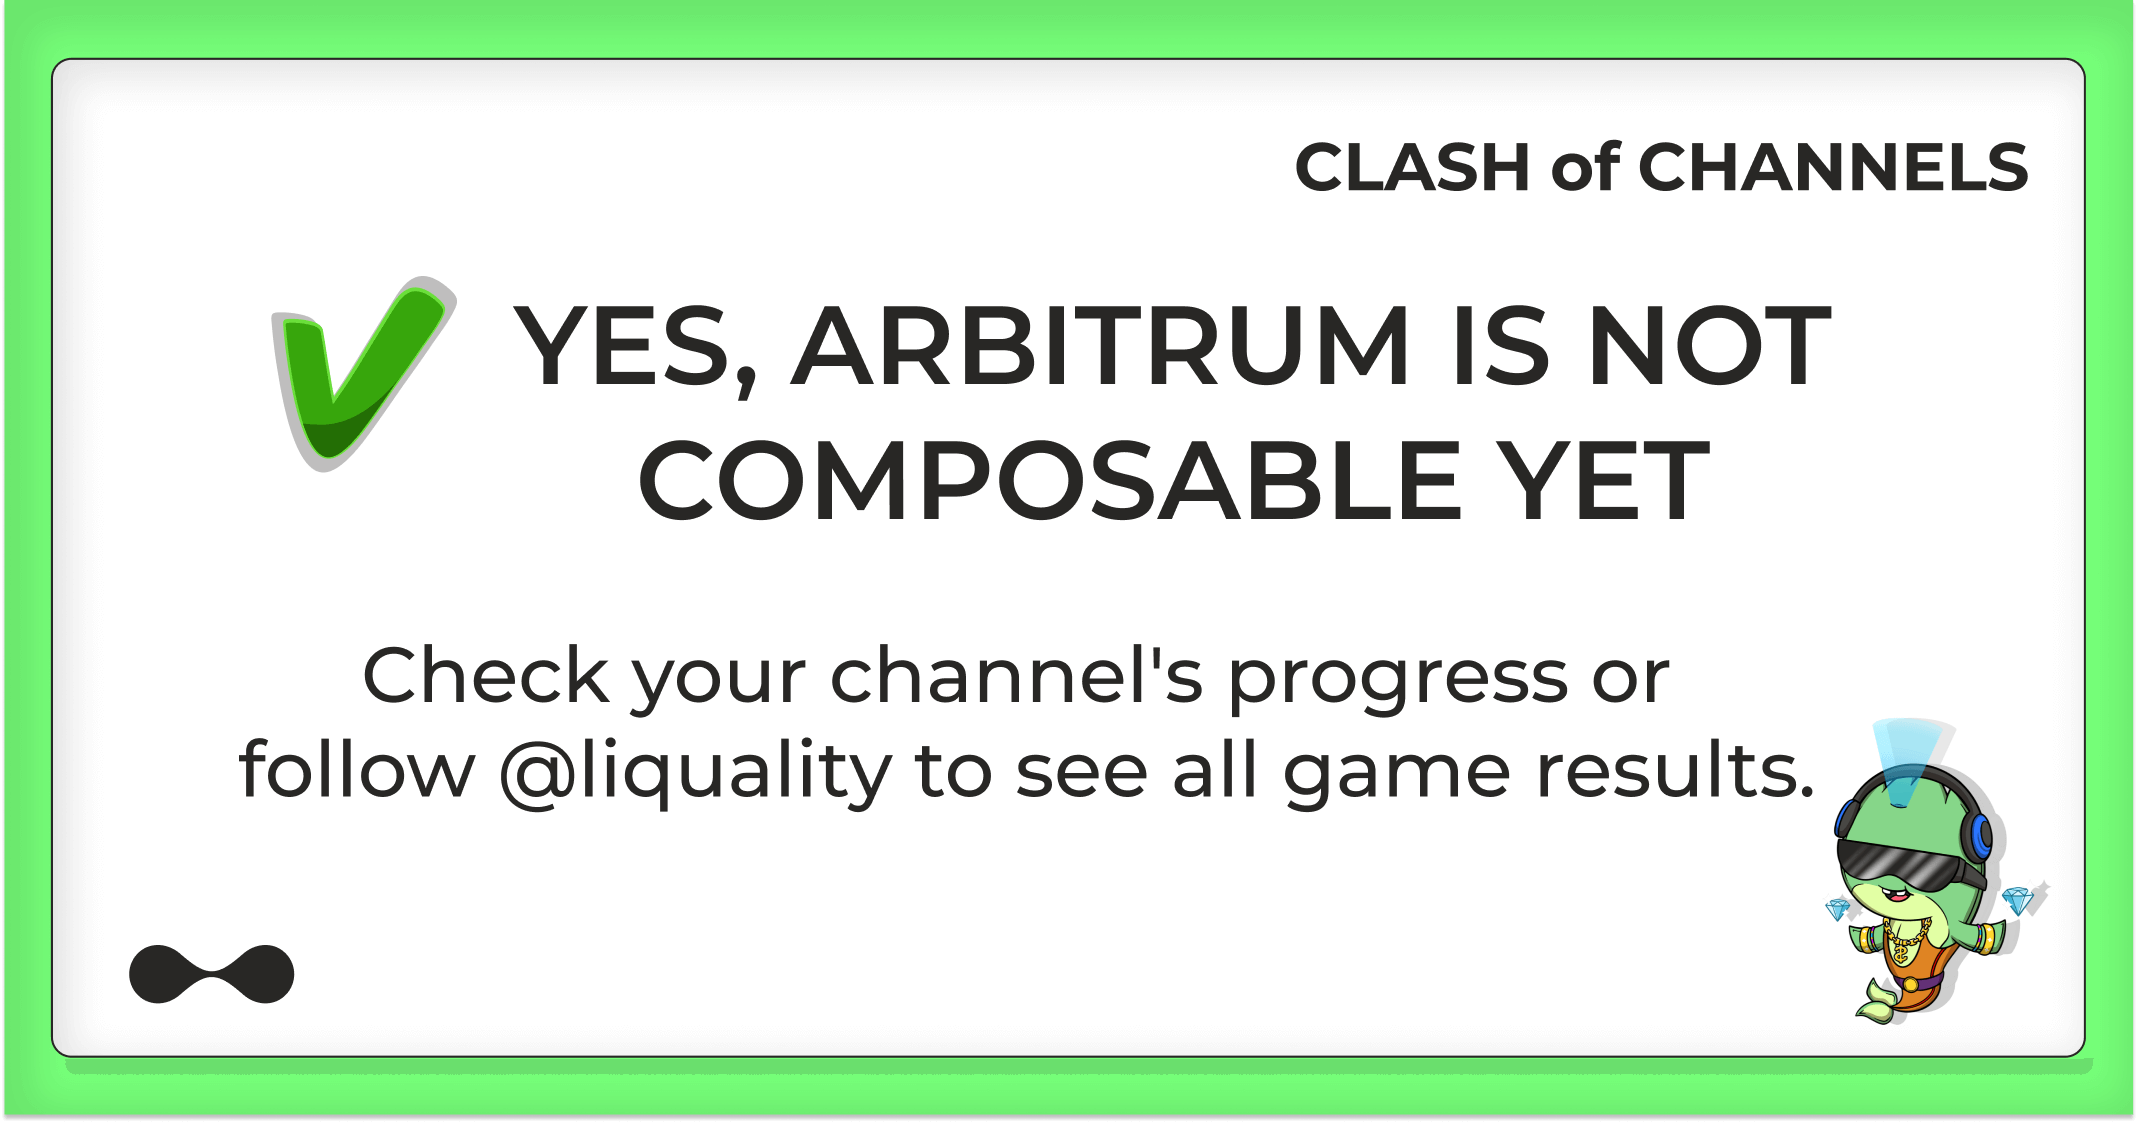 CLASH of CHANNELS
YES, ARBITRUM IS NOT
COMPOSABLE YET
Check your channel's progress or
follow @liquality to see all game results.